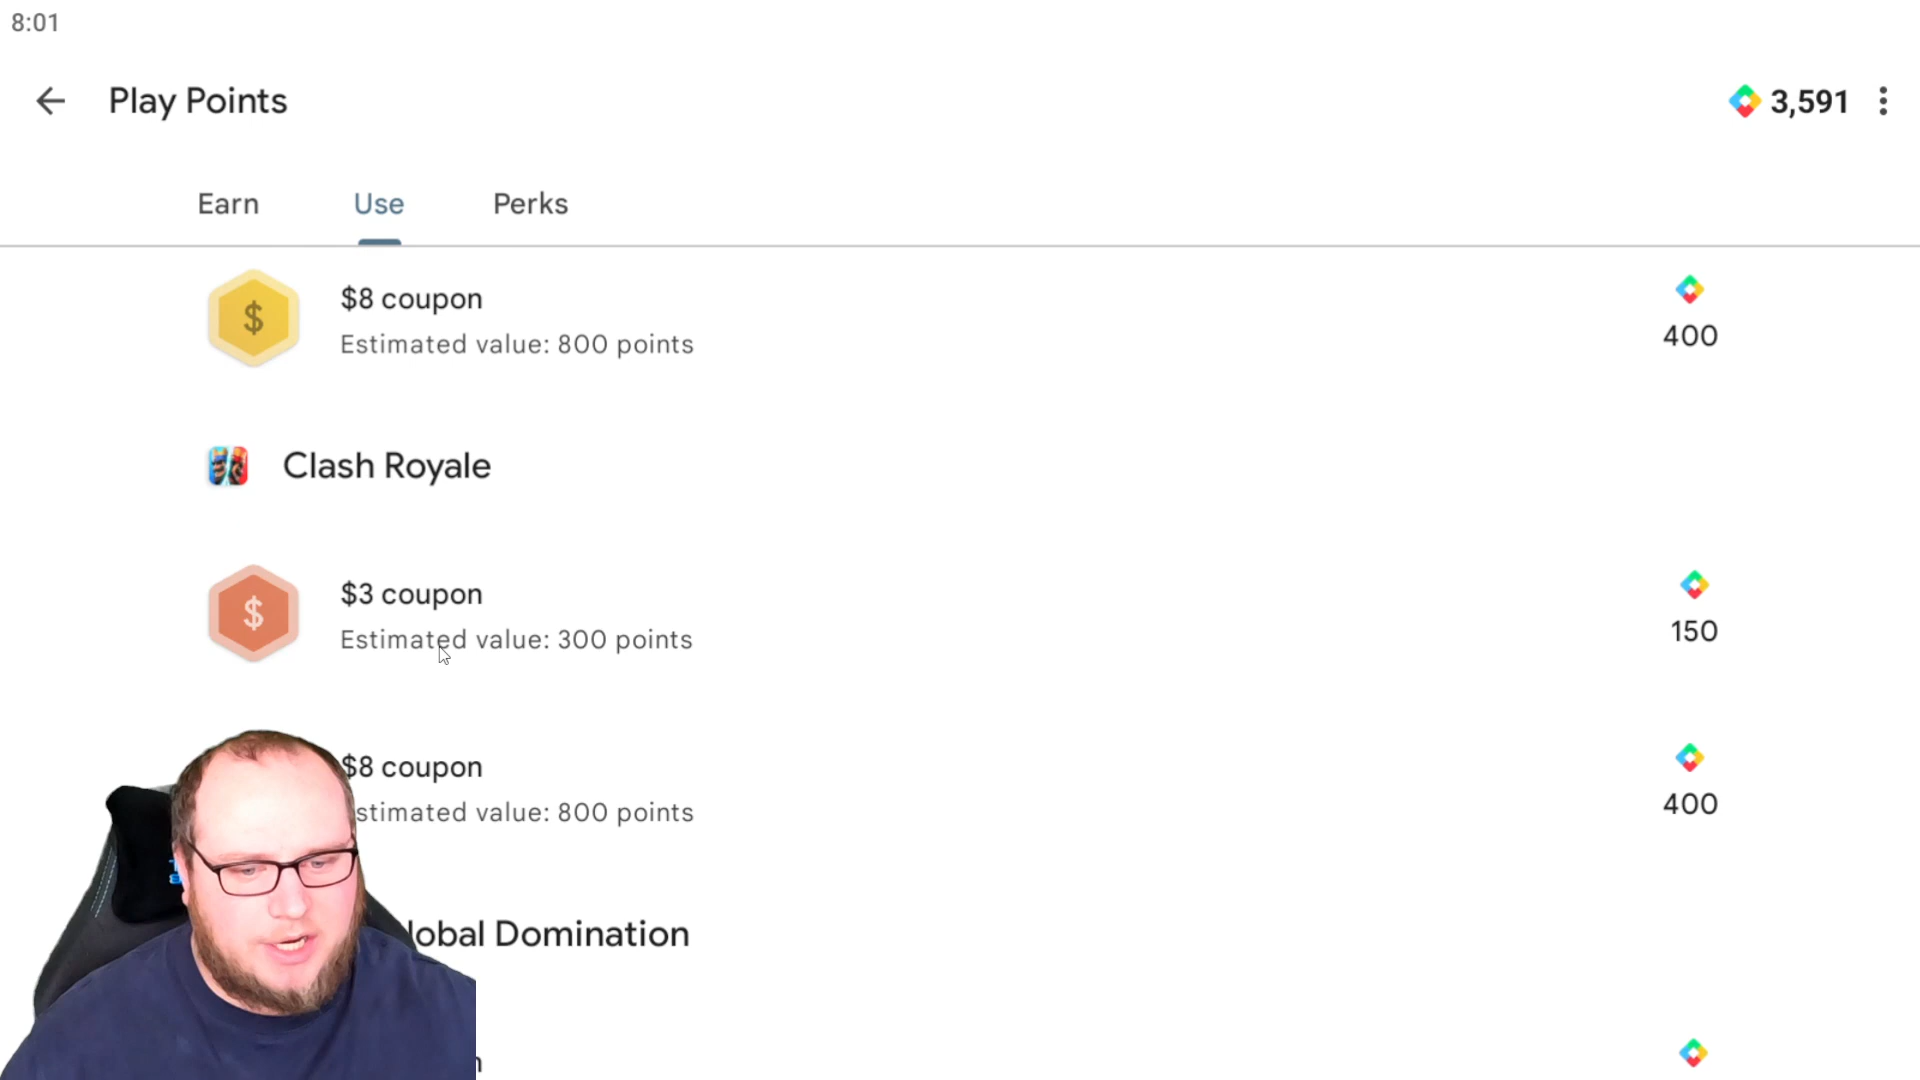 8:01
Play Points
3,591
Earn Use Perks
$8 coupon
Estimated value: 800 points
400
Clash Royale
$3 coupon
Estimated value: 300 points
150
$8 coupon
stimated value: 800 points
400
lobal Domination